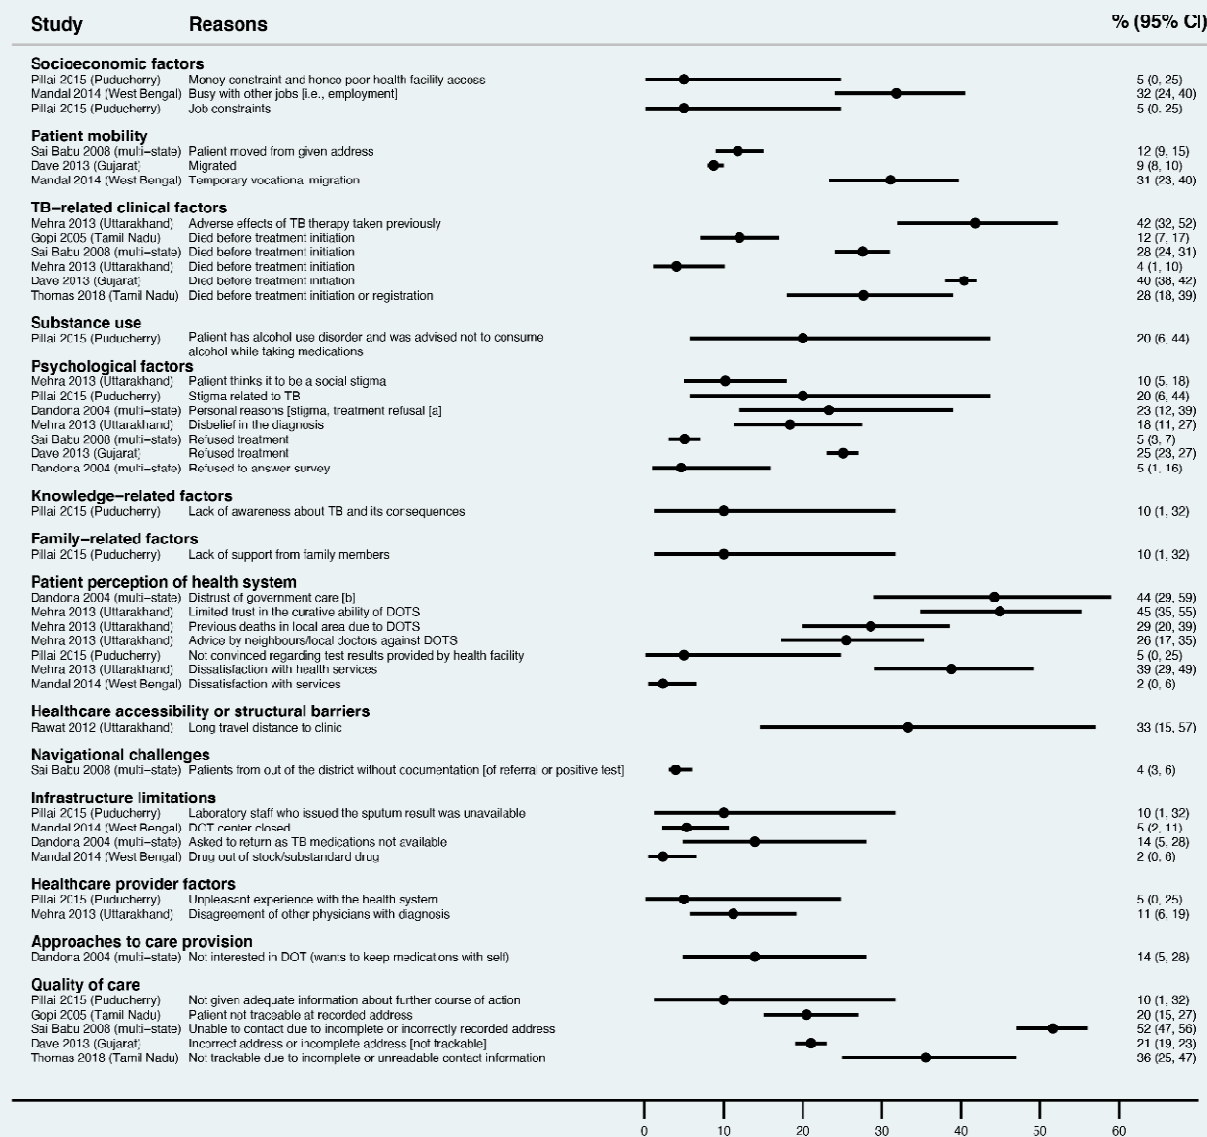 Study Reasons % (95% CI)
Socioeconomic factors
Pillai 2015 (Puducherry) Money constraint and hence poor health facility access 5 (0, 25)
Mandal 2014 (West Bengal) Busy with other jobs [i.e., employment] 32 (24, 40)
Pillai 2015 (Puducherry) Job constraints 5 (0, 25)
Patient mobility
Sai Babu 2008 (multi−state) Patient moved from given address 12 (9, 15)
Dave 2013 (Gujarat) Migrated 9 (8, 10)
Mandal 2014 (West Bengal) Temporary vocational migration 31 (23, 40)
TB−related clinical factors
Mehra 2013 (Uttarakhand) Adverse effects of TB therapy taken previously 42 (32, 52)
Gopi 2005 (Tamil Nadu) Died before treatment initiation 12 (7, 17)
Sai Babu 2008 (multi−state) Died before treatment initiation 28 (24, 31)
Mehra 2013 (Uttarakhand) Died before treatment initiation 4 (1, 10)
Dave 2013 (Gujarat) Died before treatment initiation 40 (38, 42)
Thomas 2018 (Tamil Nadu) Died before treatment initiation or registration 28 (18, 39)
Substance use
Pillai 2015 (Puducherry) Patient has alcohol use disorder and was advised not to consume 20 (6, 44)
alcohol while taking medications
Psychological factors
Mehra 2013 (Uttarakhand) Patient thinks it to be a social stigma 10 (5, 18)
Pillai 2015 (Puducherry) Stigma related to TB 20 (6, 44)
Dandona 2004 (multi−state) Personal reasons [stigma, treatment refusal [a] 23 (12, 39)
Mehra 2013 (Uttarakhand) Disbelief in the diagnosis 18 (11, 27)
Sai Babu 2008 (multi−state) Refused treatment 5 (3, 7)
Dave 2013 (Gujarat) Refused treatment 25 (23, 27)
Dandona 2004 (multi−state) Refused to answer survey 5 (1, 16)
Knowledge−related factors
Pillai 2015 (Puducherry) Lack of awareness about TB and its consequences 10 (1, 32)
Family−related factors
Pillai 2015 (Puducherry) Lack of support from family members 10 (1, 32)
Patient perception of health system
Dandona 2004 (multi−state) Distrust of government care [b] 44 (29, 59)
Mehra 2013 (Uttarakhand) Limited trust in the curative ability of DOTS 45 (35, 55)
Mehra 2013 (Uttarakhand) Previous deaths in local area due to DOTS 29 (20, 39)
Mehra 2013 (Uttarakhand) Advice by neighbours/local doctors against DOTS 26 (17, 35)
Pillai 2015 (Puducherry) Not convinced regarding test results provided by health facility 5 (0, 25)
Mehra 2013 (Uttarakhand) Dissatisfaction with health services 39 (29, 49)
Mandal 2014 (West Bengal) Dissatisfaction with services 2 (0, 6)
Healthcare accessibility or structural barriers
Rawat 2012 (Uttarakhand) Long travel distance to clinic 33 (15, 57)
Navigational challenges
Sai Babu 2008 (multi−state) Patients from out of the district without documentation [of referral or positive test] 4 (3, 6)
Infrastructure limitations
Pillai 2015 (Puducherry) Laboratory staff who issued the sputum result was unavailable 10 (1, 32)
Mandal 2014 (West Bengal) DOT center closed 5 (2, 11)
Dandona 2004 (multi−state) Asked to return as TB medications not available 14 (5, 28)
Mandal 2014 (West Bengal) Drug out of stock/substandard drug 2 (0, 6)
Healthcare provider factors
Pillai 2015 (Puducherry) Unpleasant experience with the health system 5 (0, 25)
Mehra 2013 (Uttarakhand) Disagreement of other physicians with diagnosis 11 (6, 19)
Approaches to care provision
Dandona 2004 (multi−state) Not interested in DOT (wants to keep medications with self) 14 (5, 28)
Quality of care
Pillai 2015 (Puducherry) Not given adequate information about further course of action 10 (1, 32)
Gopi 2005 (Tamil Nadu) Patient not traceable at recorded address 20 (15, 27)
Sai Babu 2008 (multi−state) Unable to contact due to incomplete or incorrectly recorded address 52 (47, 56)
Dave 2013 (Gujarat) Incorrect address or incomplete address [not trackable] 21 (19, 23)
Thomas 2018 (Tamil Nadu) Not trackable due to incomplete or unreadable contact information 36 (25, 47)
0 10 20 30 40 50 60